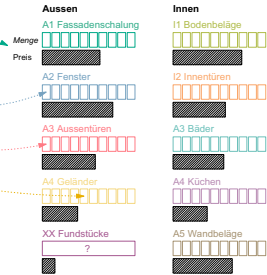 Aussen
A1 Fassadenschalung
Menge
Preis
A2 Fenster
A3 Aussentüren
A4 Geländer
XX Fundstücke
?
Innen
I1 Bodenbeläge
I2 Innentüren
A3 Bäder
A4 Küchen
A5 Wandbeläge